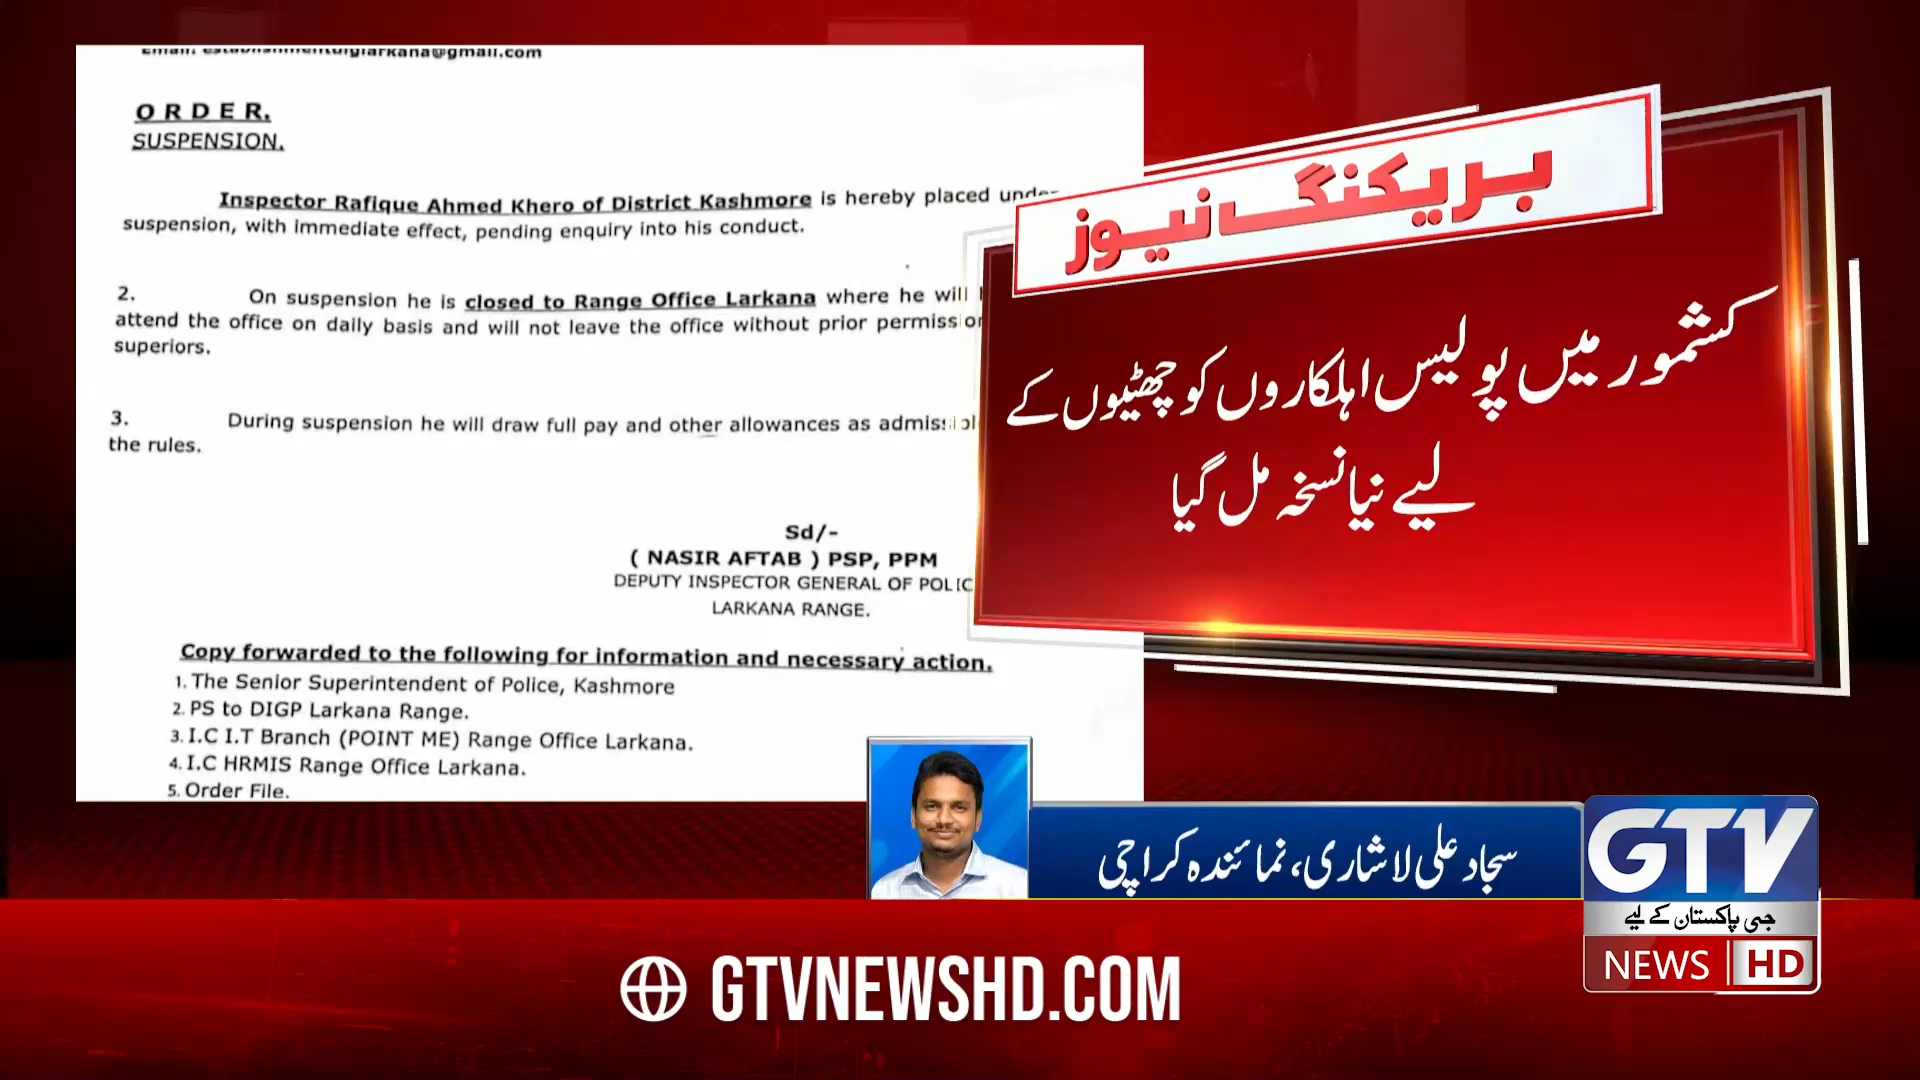 ORDER.
SUSPENSION.
Inspector Rafique Ahmed Khero of District Kashmore is hereby placed
suspension, with immediate effect, pending enquiry into his conduct.
2. On suspension he is closed to Range Office Larkana where he will
attend the office on daily basis and will not leave the office without prior
superiors.
3. During suspension he will draw full pay and other allowances as
the rules.
Sd/-
( NASIR AFTAB ) PSP, PPM
DEPUTY INSPECTOR GENERAL OF
LARKANA RANGE.
Copy forwarded to the following for information and necessary action.
1. The Senior Superintendent of Police, Kashmore
2. PS to DIGP Larkana Range.
3. I.C I.T Branch (POINT ME) Range Office Larkana.
4. I.C HRMIS Range Office Larkana.
5. Order File.
بریکنگ نیوز
کشمور میں پولیس اہلکاروں کو چھٹیوں کے
لیے نیا نسخہ مل گیا
سجاد علی لاشاری، نمائندہ کراچی
GTV
جی پاکستان کے لیے
NEWS HD
GTVNEWSHD.COM